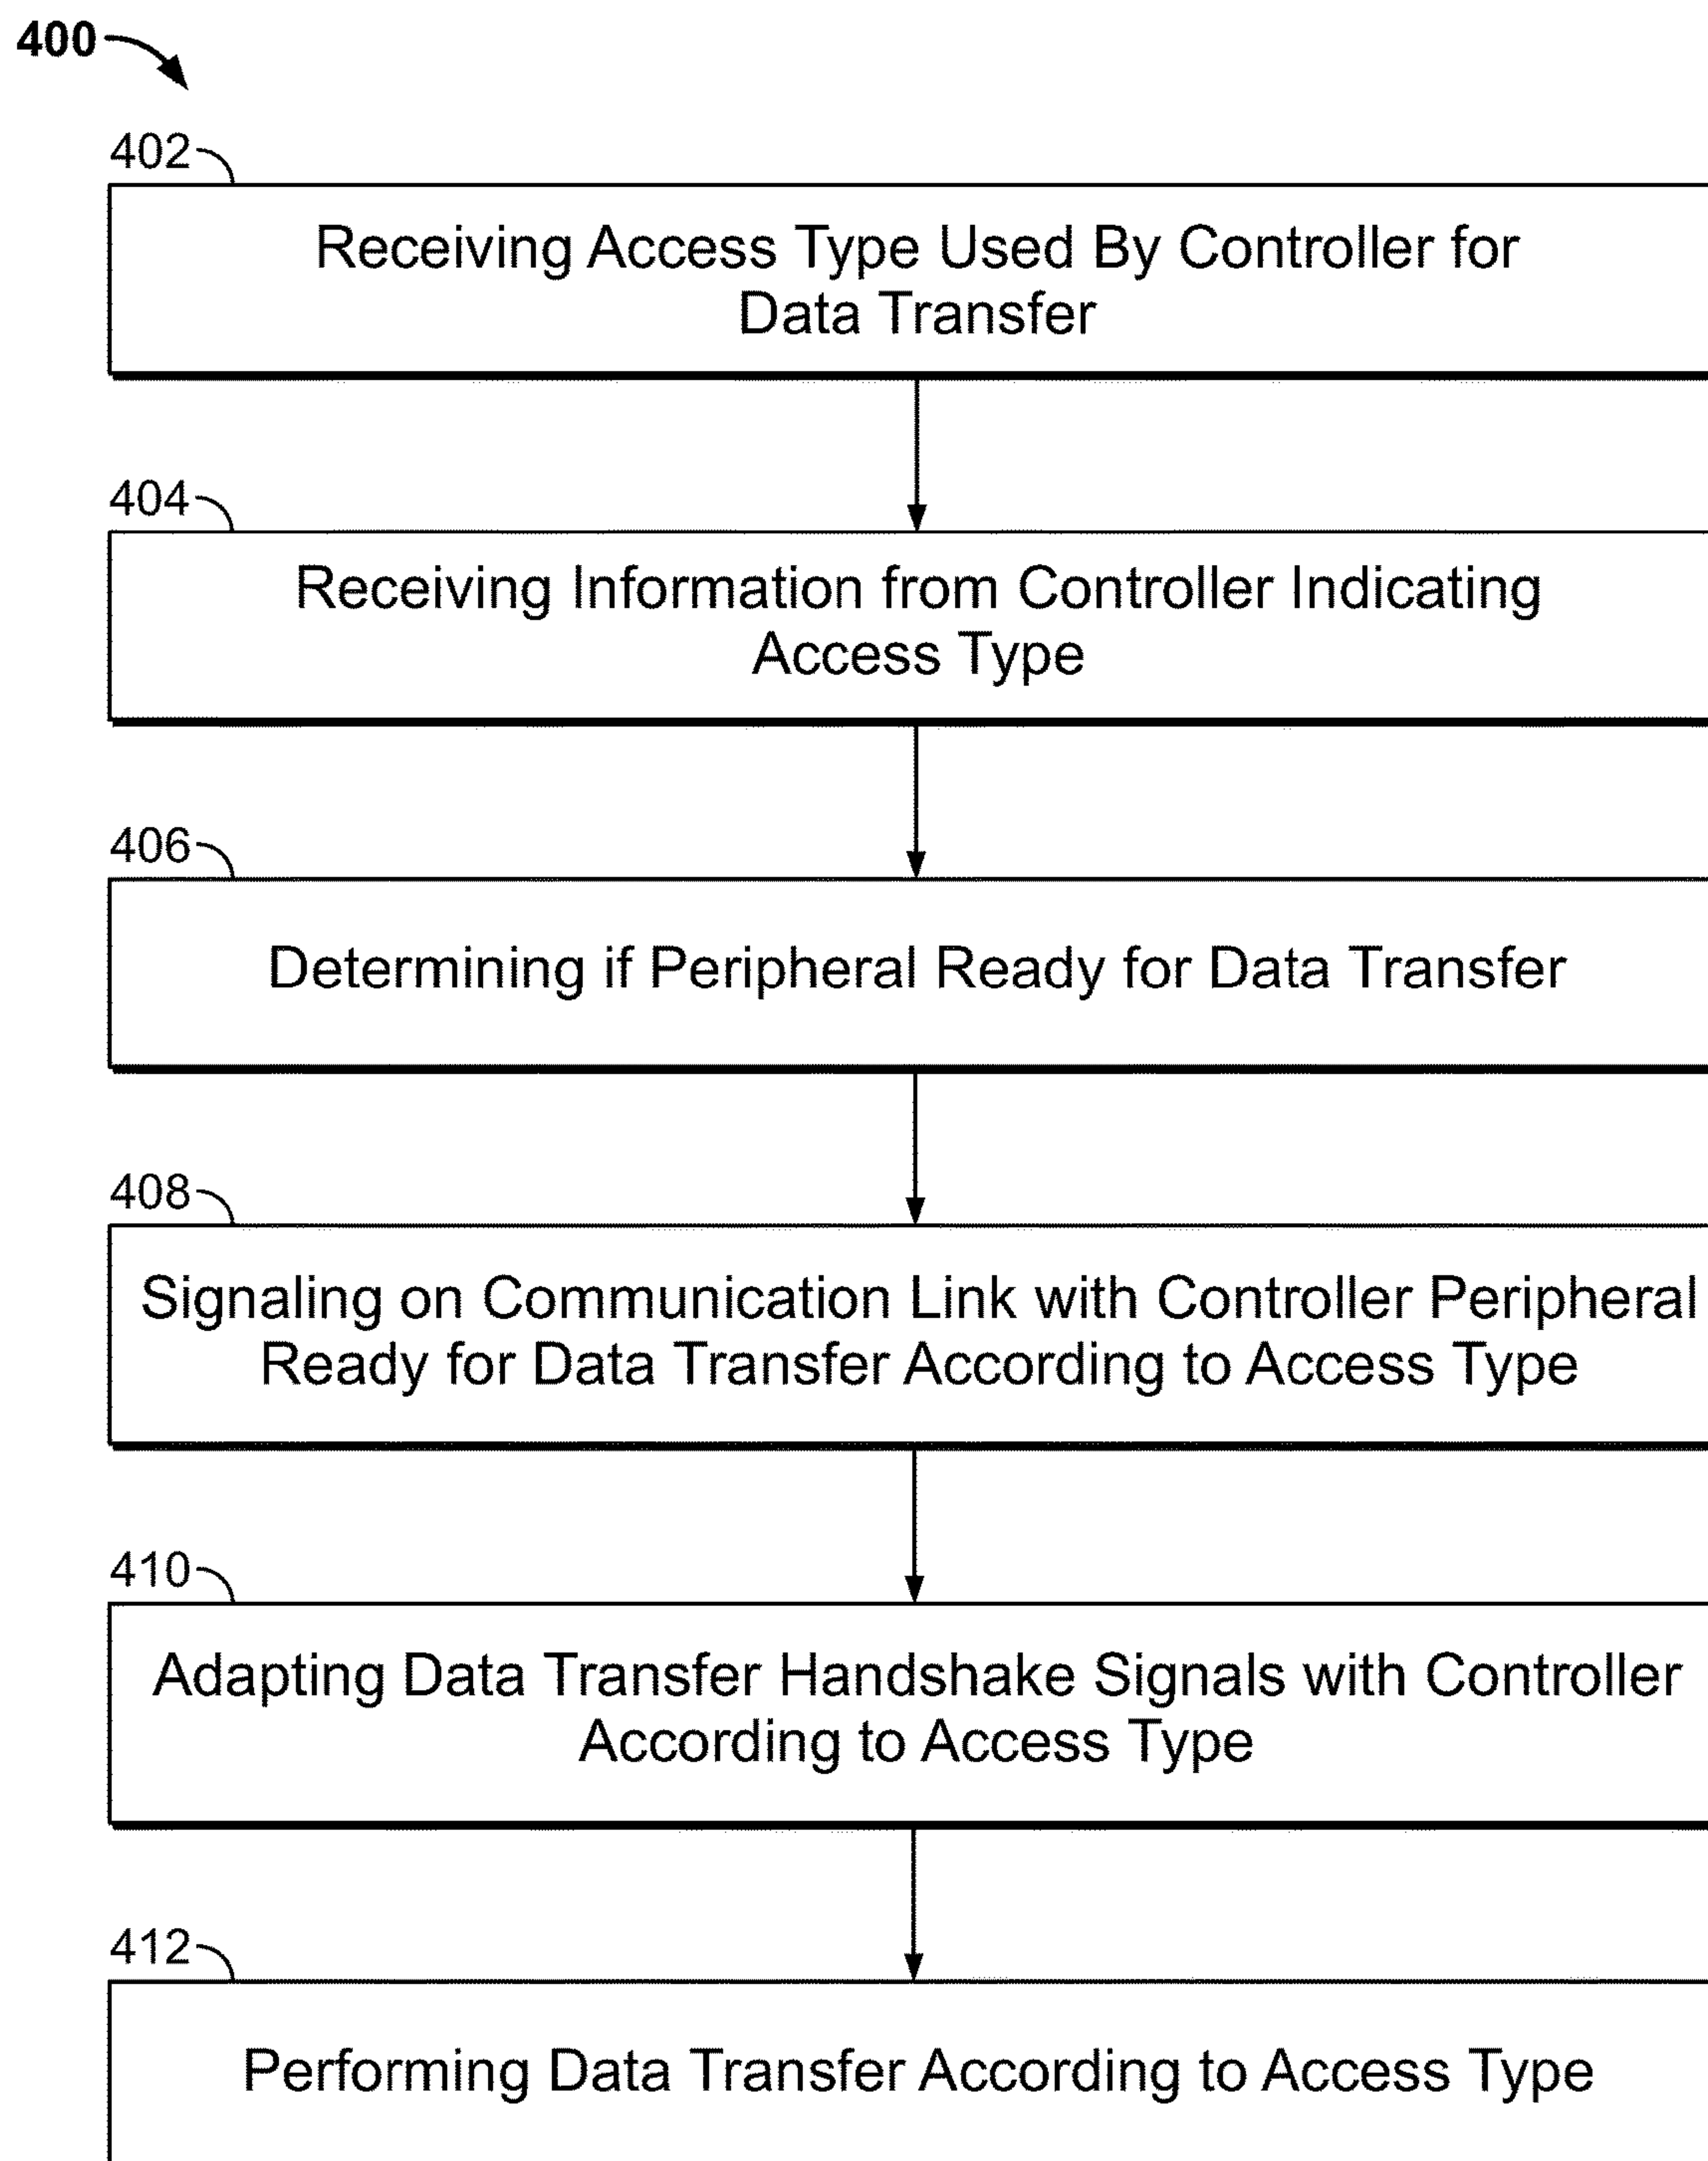 400
402
Receiving Access Type Used By Controller for
Data Transfer
404
Receiving Information from Controller Indicating
Access Type
406
Determining if Peripheral Ready for Data Transfer
408
Signaling on Communication Link with Controller Peripheral
Ready for Data Transfer According to Access Type
410
Adapting Data Transfer Handshake Signals with Controller
According to Access Type
412
Performing Data Transfer According to Access Type